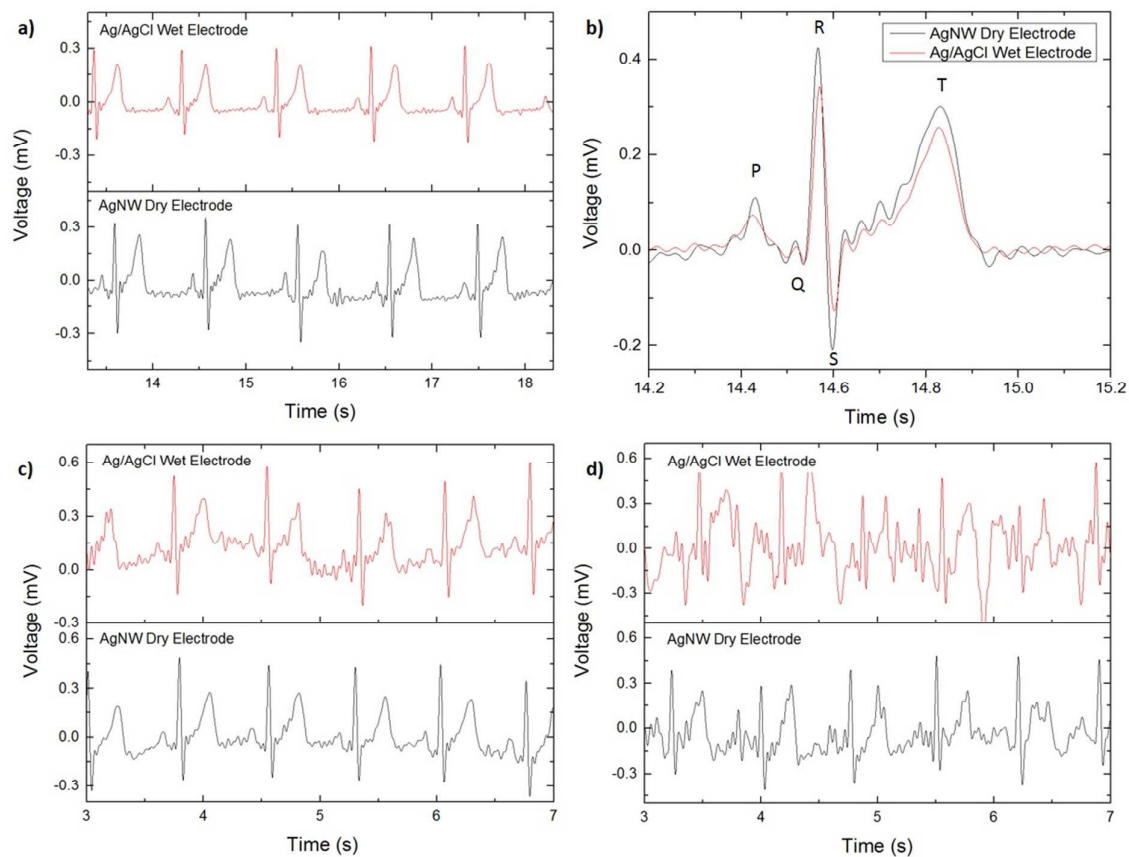 a)
Ag/AgCl Wet Electrode
0.3
0.0
-0.3
AgNW Dry Electrode
0.3
0.0
-0.3
Voltage (mV)
14 15 16 17 18
Time (s)
b)
R
AgNW Dry Electrode
Ag/AgCl Wet Electrode
T
P
Q
S
0.4
0.2
0.0
-0.2
Voltage (mV)
14.2 14.4 14.6 14.8 15.0 15.2
Time (s)
c)
0.6
Ag/AgCl Wet Electrode
0.3
0.0
-0.3
0.6
AgNW Dry Electrode
0.3
0.0
-0.3
Voltage (mV)
3 4 5 6 7
Time (s)
d)
0.6
Ag/AgCl Wet Electrode
0.3
0.0
-0.3
0.6
AgNW Dry Electrode
0.3
0.0
-0.3
Voltage (mV)
3 4 5 6 7
Time (s)